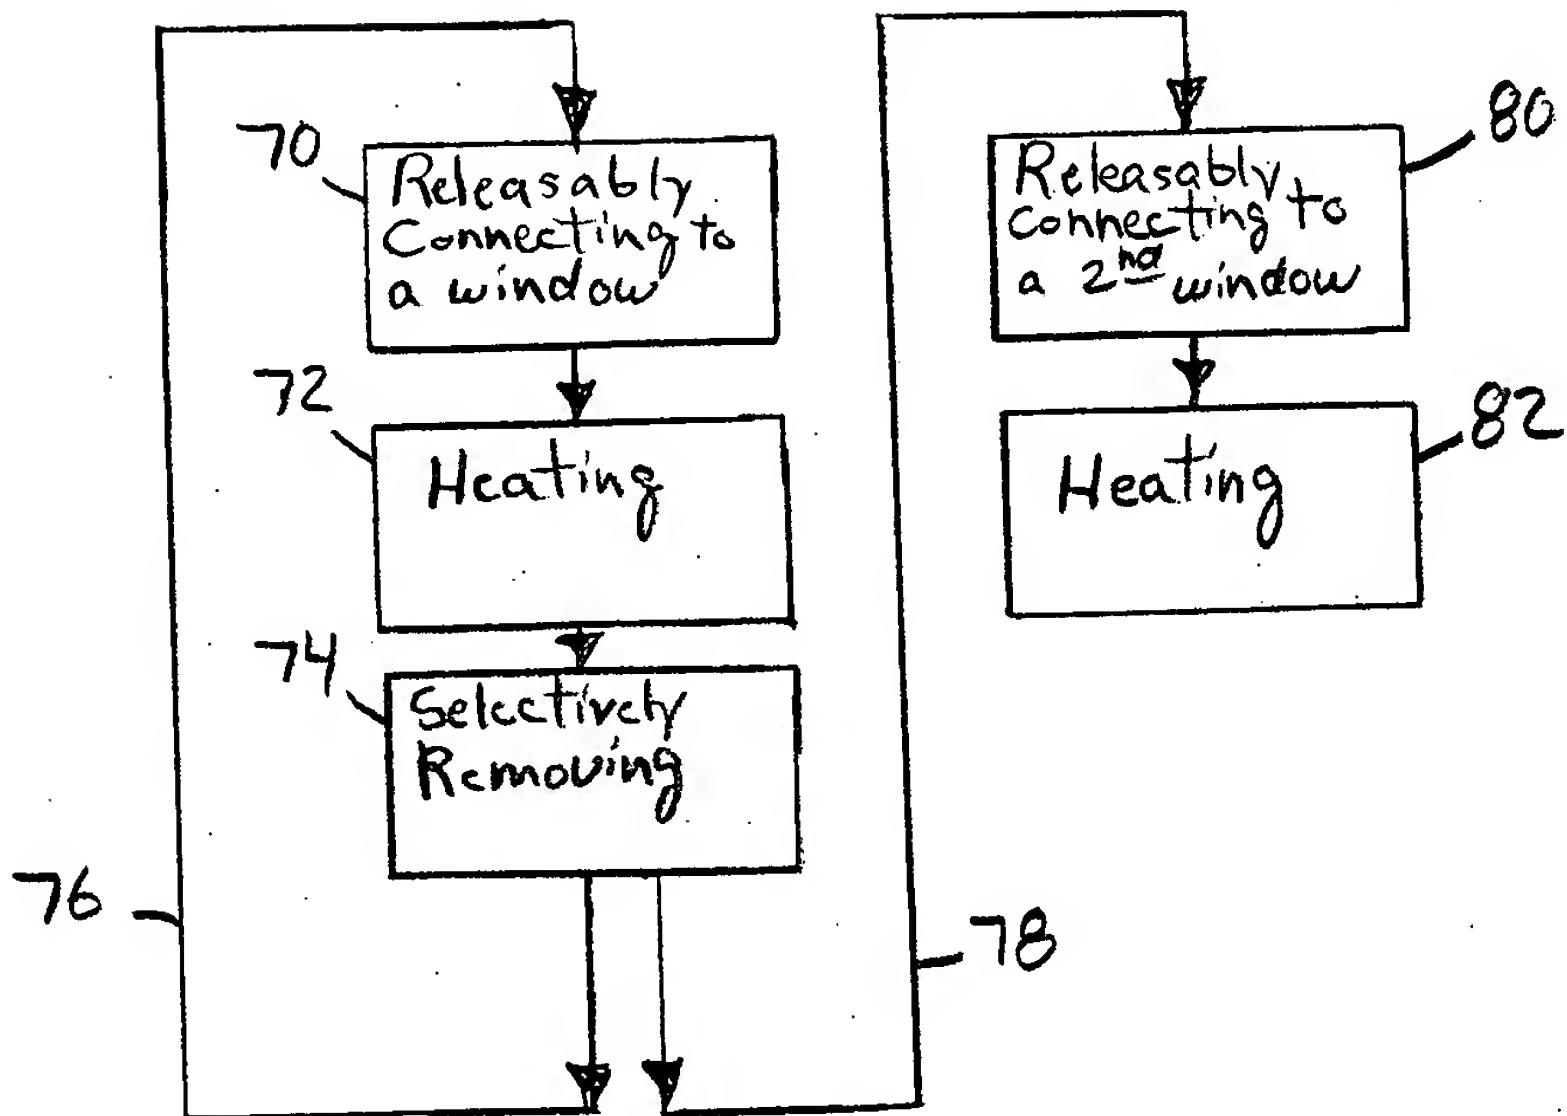 70
Releasably
Connecting to
a window
72
Heating
74
Selectively
Removing
76
78
80
Releasably
connecting to
a 2nd window
82
Heating